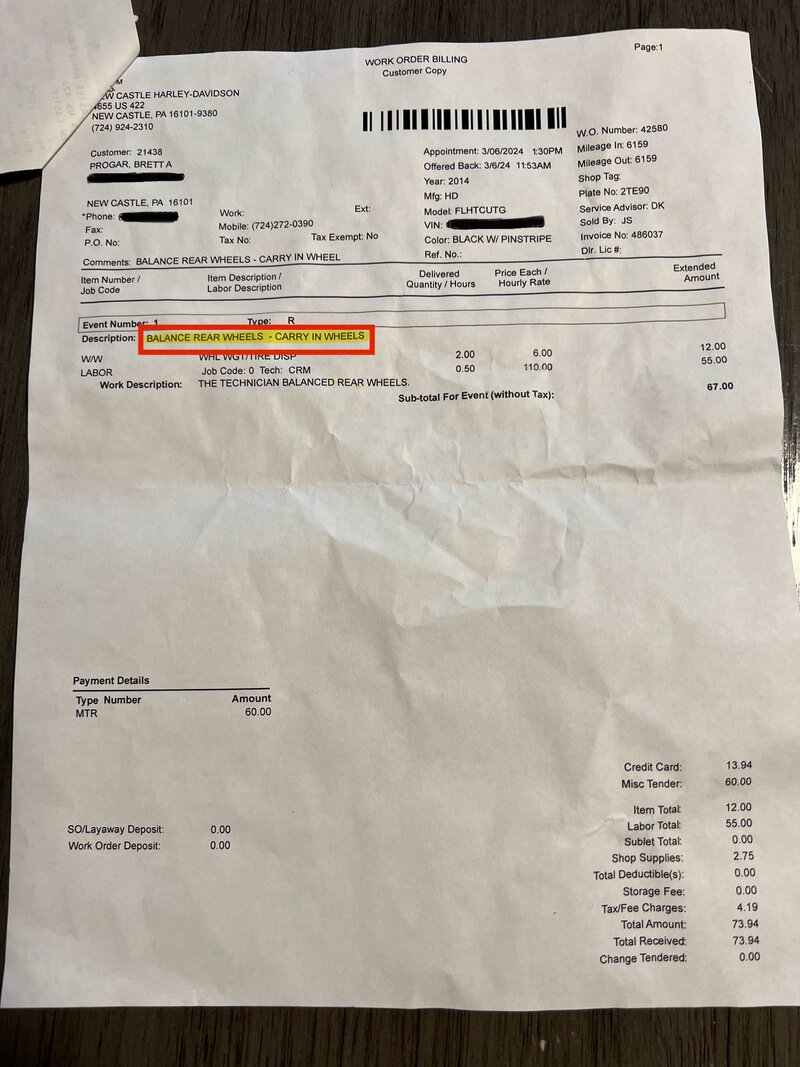 WORK ORDER BILLING
Customer Copy
Page:1
CASTLE HARLEY-DAVIDSON
US 422
NEW CASTLE, PA 16101-9380
(724) 924-2310
Customer: 21438
PROGAR, BRETT A
NEW CASTLE, PA 16101
*Phone:
Fax:
P.O. No:
Work:
Ext:
Mobile: (724)272-0390
Tax No:
Tax Exempt: No
Appointment: 3/06/2024 1:30PM
Offered Back: 3/6/24 11:53AM
Year: 2014
Mfg: HD
Model: FLHTCUTG
VIN:
Color: BLACK W/ PINSTRIPE
Ref. No.:
W.O. Number: 42580
Mileage In: 6159
Mileage Out: 6159
Shop Tag:
Plate No: 2TE90
Service Advisor: DK
Sold By: JS
Invoice No: 486037
Dlr. Lic #:
Comments: BALANCE REAR WHEELS - CARRY IN WHEEL
Item Number / Item Description / Delivered Price Each / Extended
Job Code Labor Description Quantity / Hours Hourly Rate Amount
Event Number: 1 Type: R
Description: BALANCE REAR WHEELS - CARRY IN WHEELS
W/W WHL WGT/TIRE DISP 2.00 6.00 12.00
LABOR Job Code: 0 Tech: CRM 0.50 110.00 55.00
Work Description: THE TECHNICIAN BALANCED REAR WHEELS.
Sub-total For Event (without Tax): 67.00
Payment Details
Type Number Amount
MTR 60.00
SO/Layaway Deposit: 0.00
Work Order Deposit: 0.00
Credit Card: 13.94
Misc Tender: 60.00
Item Total: 12.00
Labor Total: 55.00
Sublet Total: 0.00
Shop Supplies: 2.75
Total Deductible(s): 0.00
Storage Fee: 0.00
Tax/Fee Charges: 4.19
Total Amount: 73.94
Total Received: 73.94
Change Tendered: 0.00